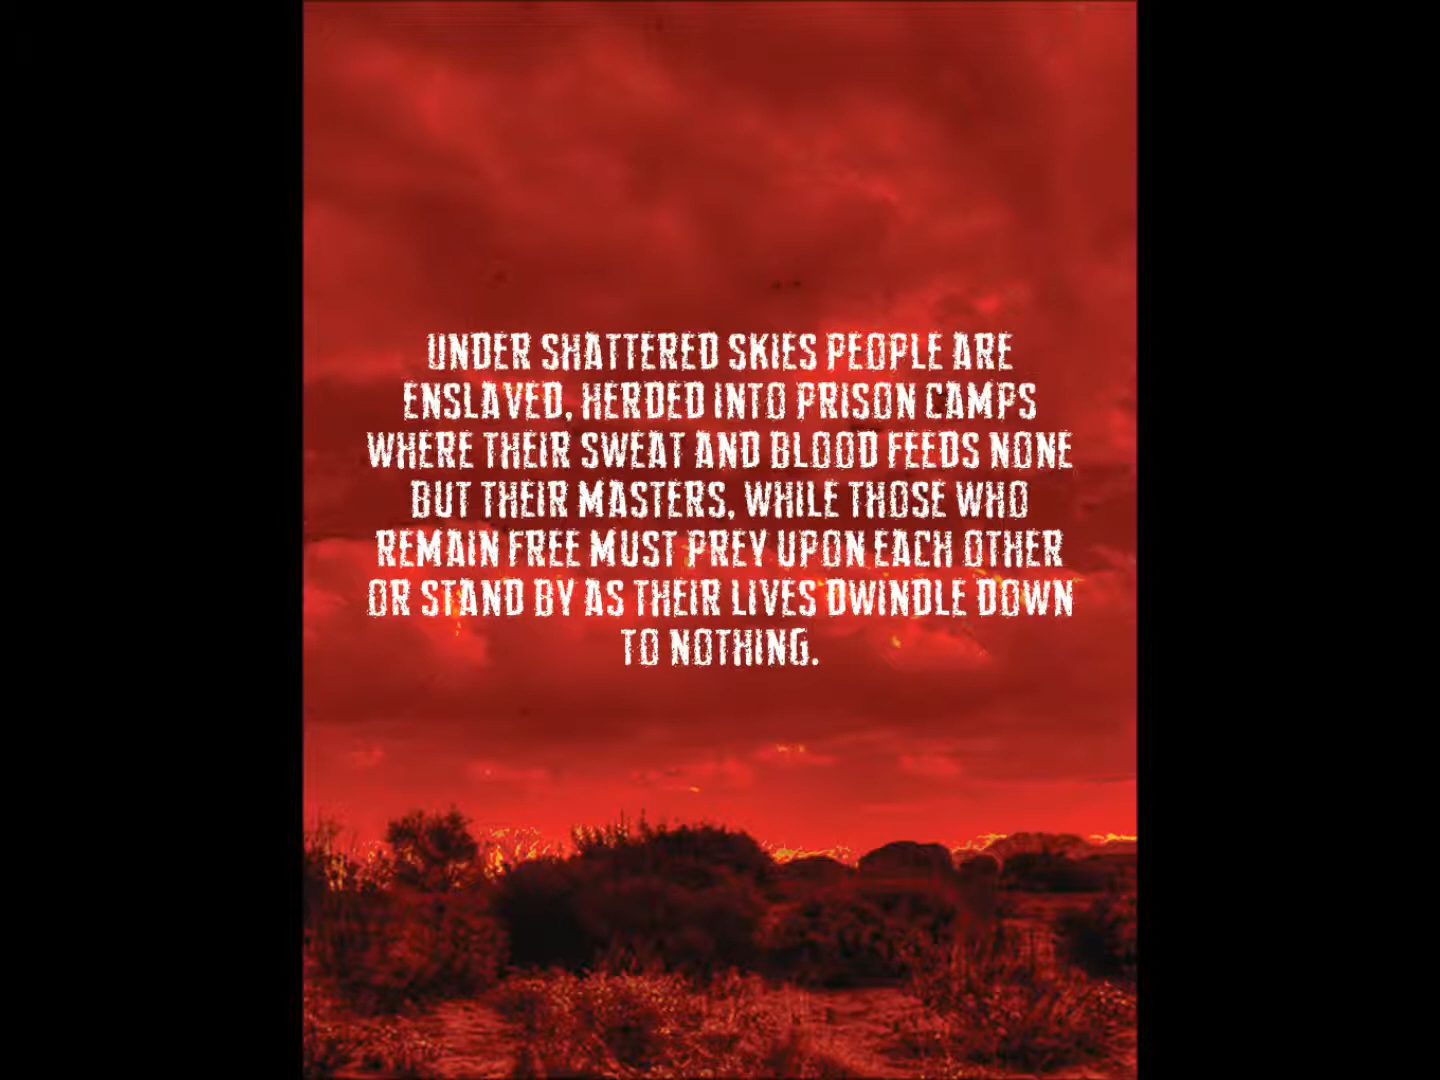 UNDER SHATTERED SKIES PEOPLE ARE
ENSLAVED, HERDED INTO PRISON CAMPS
WHERE THEIR SWEAT AND BLOOD FEEDS NONE
BUT THEIR MASTERS, WHILE THOSE WHO
REMAIN FREE MUST PREY UPON EACH OTHER
OR STAND BY AS THEIR LIVES DWINDLE DOWN
TO NOTHING.